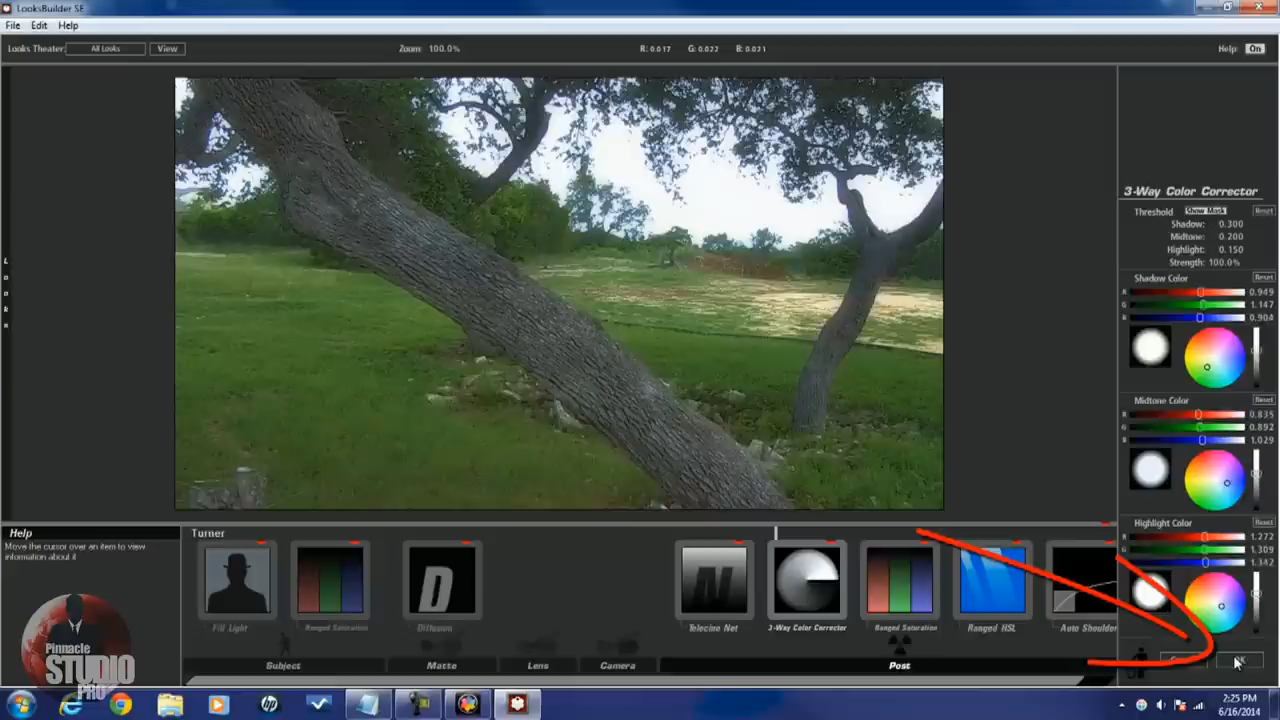 LooksBuilder SE
File Edit Help
Looks Theater: All Looks View Zoom: 100.0% R: 0.017 G: 0.022 B: 0.021 Help: On
Looks
3-Way Color Corrector
Threshold Show Mask Reset
Shadow: 0.300
Midtone: 0.200
Highlight: 0.150
Strength: 100.0%
Shadow Color Reset
R 0.949
G 1.147
B 0.904
Midtone Color Reset
R 0.835
G 0.892
B 1.029
Highlight Color Reset
R 1.272
G 1.309
B 1.342
Help
Move the cursor over an item to view
information about it
Turner
Fill Light Ranged Saturation Diffusion Telecine Net 3-Way Color Corrector Ranged Saturation Ranged HSL Auto Shoulder
Subject Matte Lens Camera Post
Pinnacle
STUDIO
PRO
2:25 PM
6/16/2014